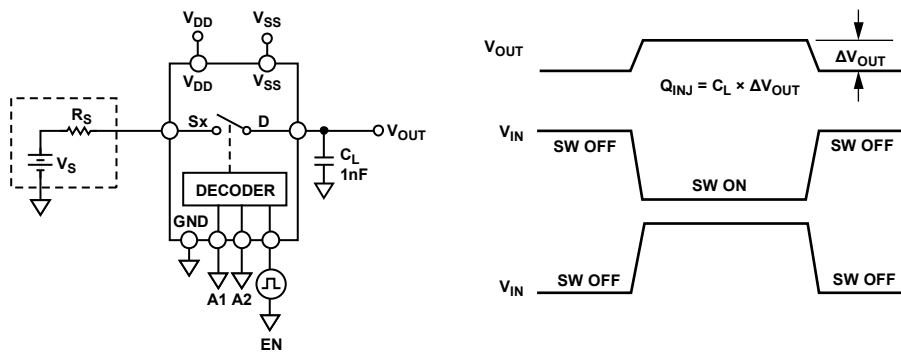 VDD
VSS
VDD
VSS
RS
Sx
D
VOUT
VS
CL
1nF
DECODER
GND
A1
A2
EN
VOUT
ΔVOUT
QINJ = CL × ΔVOUT
VIN
SW OFF
SW OFF
SW ON
VIN
SW OFF
SW OFF